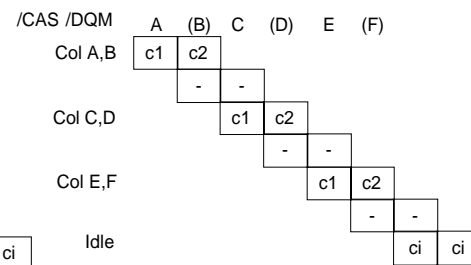 /CAS /DQM A (B) C (D) E (F)
Col A,B c1 c2
- -
Col C,D c1 c2
- -
Col E,F c1 c2
- -
ci Idle ci ci